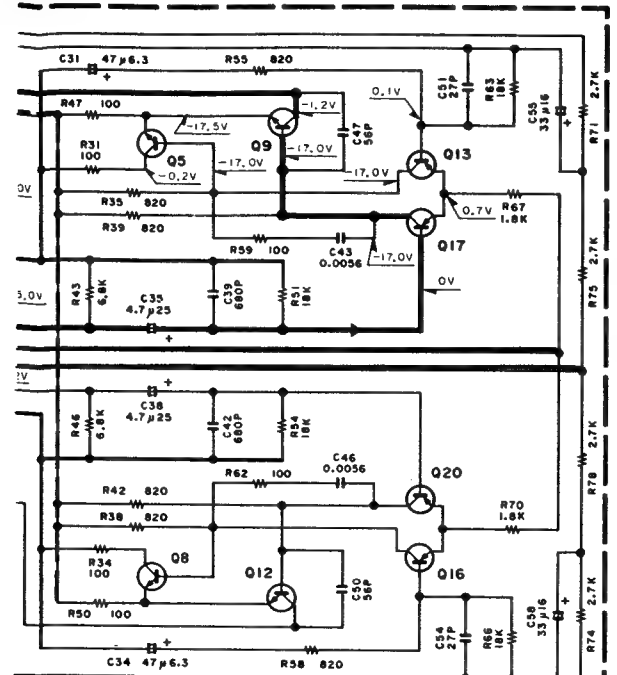 C31 47µ6.3
R55 820
C51 27P
R63 18K
2.7K
R71
C55 33µ16
0.1V
-1.2V
R47 100
-17.5V
Q9
C47 56P
Q5
Q13
R31 100
-17.0V
-17.0V
-17.0V
-0.2V
0V
R35 820
R39 820
0.7V
R67 1.8K
Q17
R59 100
C43 0.0056
-17.0V
2.7K
R75
R43 6.8K
C35 4.7µ25
C39 680P
R51 18K
0V
5.0V
+
+
2V
R46 6.8K
C38 4.7µ25
C42 680P
R54 18K
C46 0.0056
R62 100
Q20
2.7K
R78
R42 820
R38 820
R70 1.8K
R34 100
Q8
Q12
Q16
C50 56P
R50 100
C54 27P
R66 18K
C58 33µ16
2.7K
R74
C34 47µ6.3
R58 820